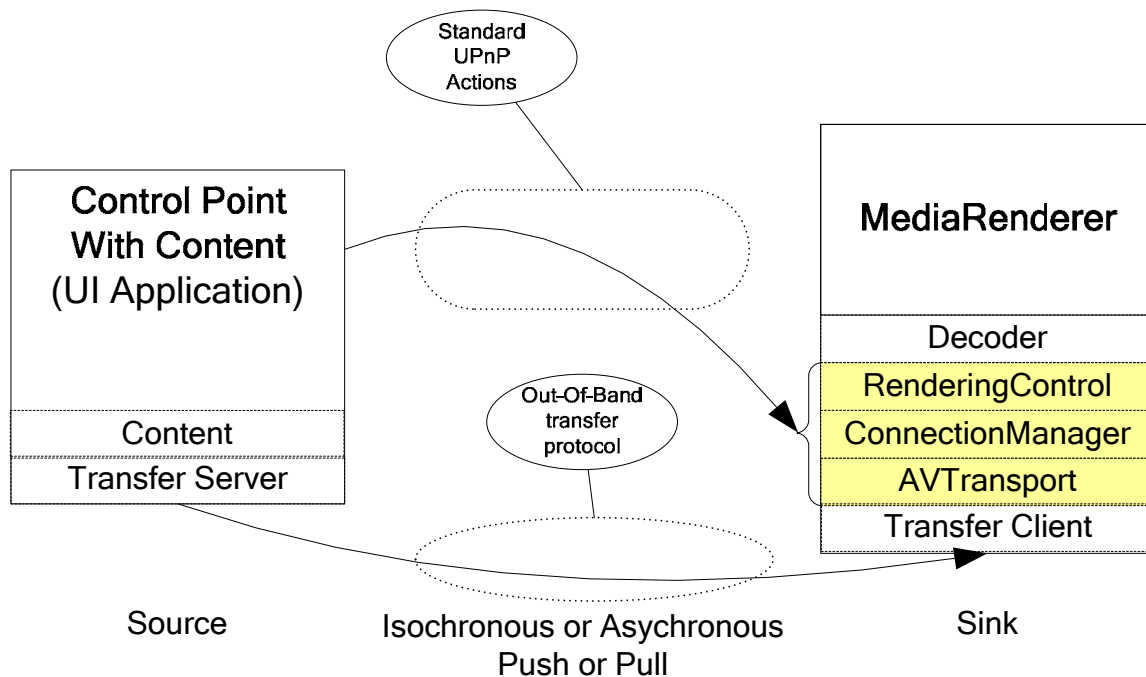 Standard
UPnP
Actions
Control Point
With Content
(UI Application)
Content
Transfer Server
Out-Of-Band
transfer
protocol
MediaRenderer
Decoder
RenderingControl
ConnectionManager
AVTransport
Transfer Client
Source
Isochronous or Asychronous
Push or Pull
Sink